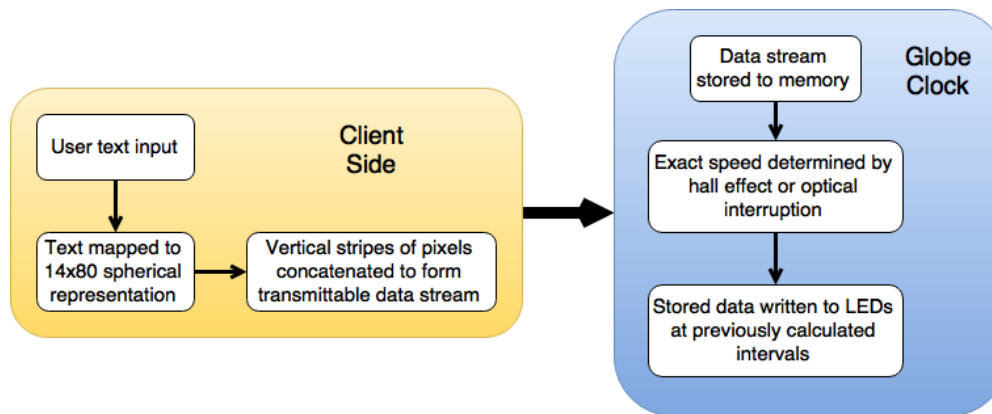 Client
Side
User text input
Text mapped to
14x80 spherical
representation
Vertical stripes of pixels
concatenated to form
transmittable data stream
Globe
Clock
Data stream
stored to memory
Exact speed determined by
hall effect or optical
interruption
Stored data written to LEDs
at previously calculated
intervals